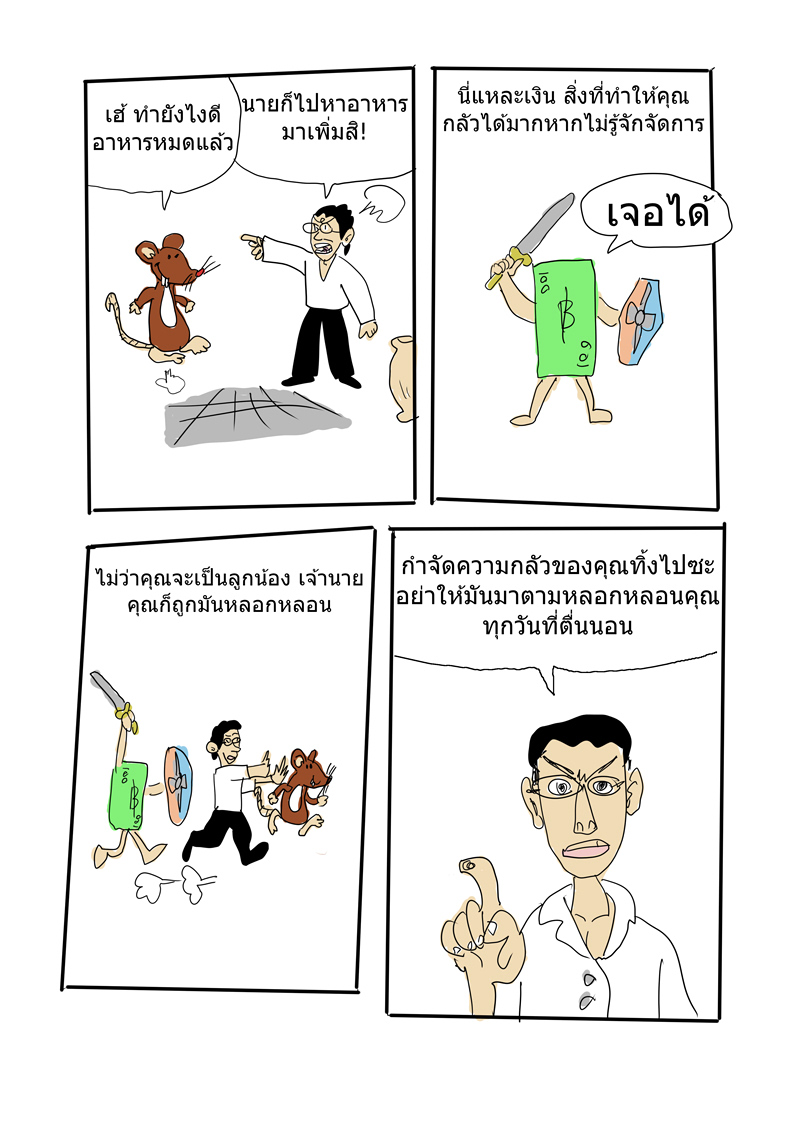 เฮ้ ทำยังไงดี
อาหารหมดแล้ว
นายก็ไปหาอาหาร
มาเพิ่มสิ!
นี่แหละเงิน สิ่งที่ทำให้คุณ
กลัวได้มากหากไม่รู้จักจัดการ
เจอได้
100
฿
100
ไม่ว่าคุณจะเป็นลูกน้อง เจ้านาย
คุณก็ถูกมันหลอกหลอน
100
฿
100
กำจัดความกลัวของคุณทิ้งไปซะ
อย่าให้มันมาตามหลอกหลอนคุณ
ทุกวันที่ตื่นนอน